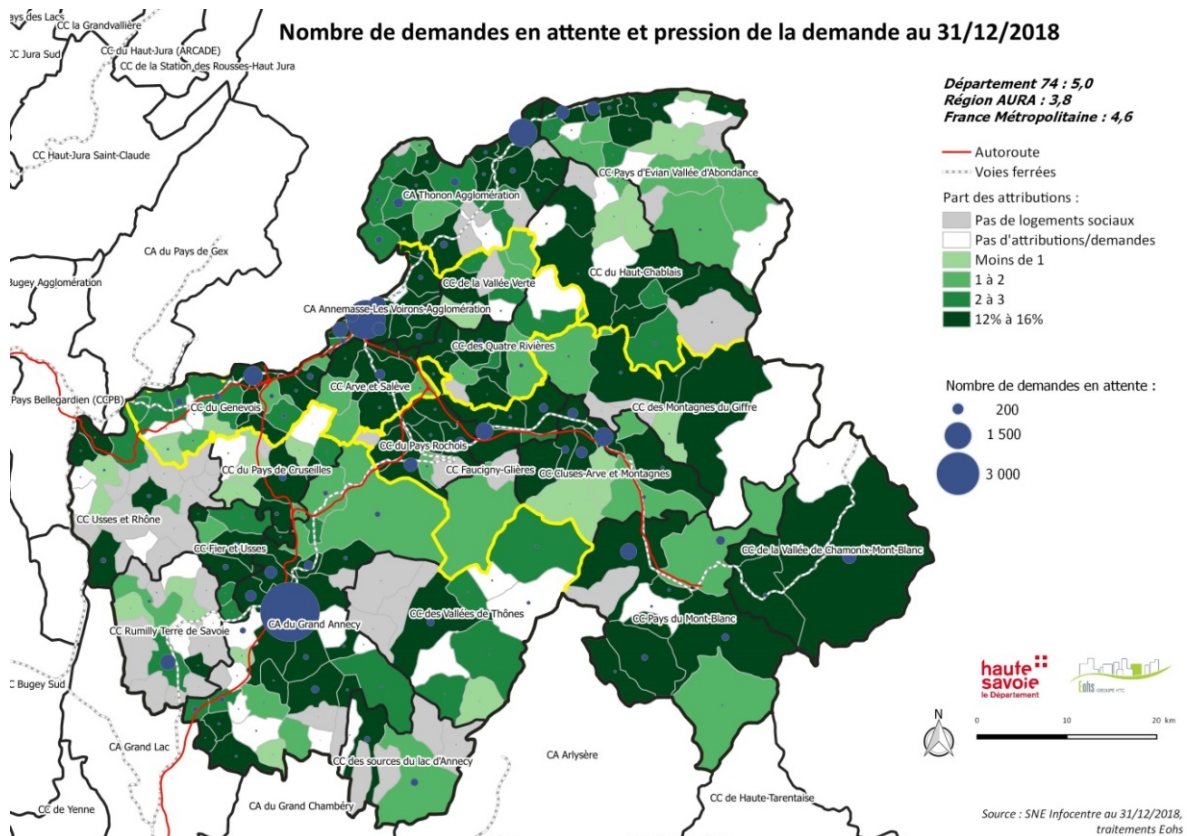 Nombre de demandes en attente et pression de la demande au 31/12/2018
Département 74 : 5,0
Région AURA : 3,8
France Métropolitaine : 4,6
Autoroute
Voies ferrées
Part des attributions :
Pas de logements sociaux
Pas d'attributions/demandes
Moins de 1
1 à 2
2 à 3
12% à 16%
Nombre de demandes en attente :
200
1 500
3 000
ays des Lacs
CC la Grandvallière
CC Jura Sud
CC du Haut-Jura (ARCADE)
CC de la Station des Rousses-Haut Jura
CC Haut-Jura Saint-Claude
CA du Pays de Gex
Bugey Agglomération
Pays Bellegardien (CCPB)
CC Pays d'Evian Vallée d'Abondance
CA Thonon Agglomération
CC du Haut-Chablais
CC de la Vallée Verte
CA Annemasse-Les Voirons-Agglomération
CC des Quatre Rivières
CC Arve et Salève
CC du Genevois
CC des Montagnes du Giffre
CC du Pays Rochois
CC du Pays de Cruseilles
CC Faucigny-Glières
CC Cluses-Arve et Montagnes
CC Usses et Rhône
CC Fier et Usses
CC de la Vallée de Chamonix-Mont-Blanc
CC des Vallées de Thônes
CC Pays du Mont-Blanc
CC Rumilly Terre de Savoie
CA du Grand Annecy
C Bugey Sud
CA Grand Lac
CC des sources du lac d'Annecy
CA Arlysère
CC de Yenne
CA du Grand Chambéry
CC de Haute-Tarentaise
haute
savoie
le Département
Eohs GROUPE HTC
N
0 10 20 km
Source : SNE Infocentre au 31/12/2018,
traitements Eohs